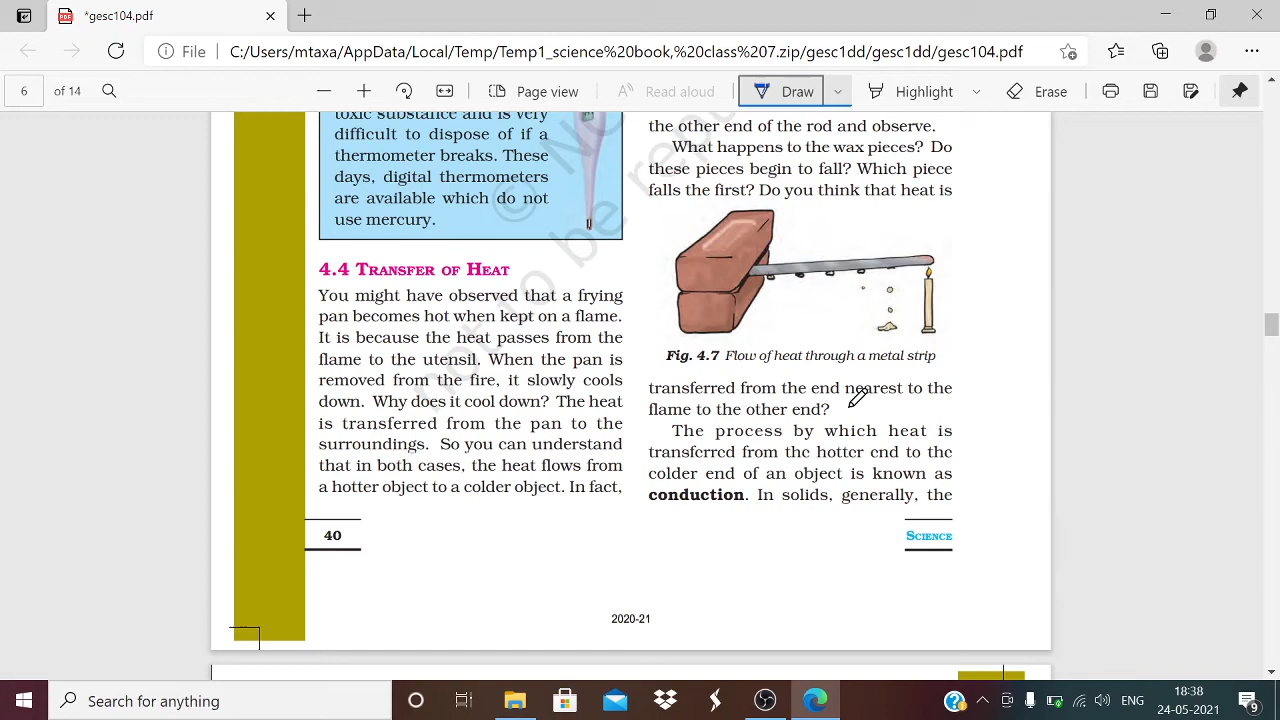 *gesc104.pdf
File
C:/Users/mtaxa/AppData/Local/Temp/Temp1_science%20book,%20class%207.zip/gesc1dd/gesc1dd/gesc104.pdf
6 of 14
Page view
Read aloud
Draw
Highlight
Erase
toxic substance and is very
difficult to dispose of if a
thermometer breaks. These
days, digital thermometers
are available which do not
use mercury.
4.4 TRANSFER OF HEAT
You might have observed that a frying
pan becomes hot when kept on a flame.
It is because the heat passes from the
flame to the utensil. When the pan is
removed from the fire, it slowly cools
down. Why does it cool down? The heat
is transferred from the pan to the
surroundings. So you can understand
that in both cases, the heat flows from
a hotter object to a colder object. In fact,
40
the other end of the rod and observe.
What happens to the wax pieces? Do
these pieces begin to fall? Which piece
falls the first? Do you think that heat is
Fig. 4.7 Flow of heat through a metal strip
transferred from the end nearest to the
flame to the other end?
The process by which heat is
transferred from the hotter end to the
colder end of an object is known as
conduction. In solids, generally, the
SCIENCE
2020-21
not to be repu
Search for anything
ENG
18:38
24-05-2021
9